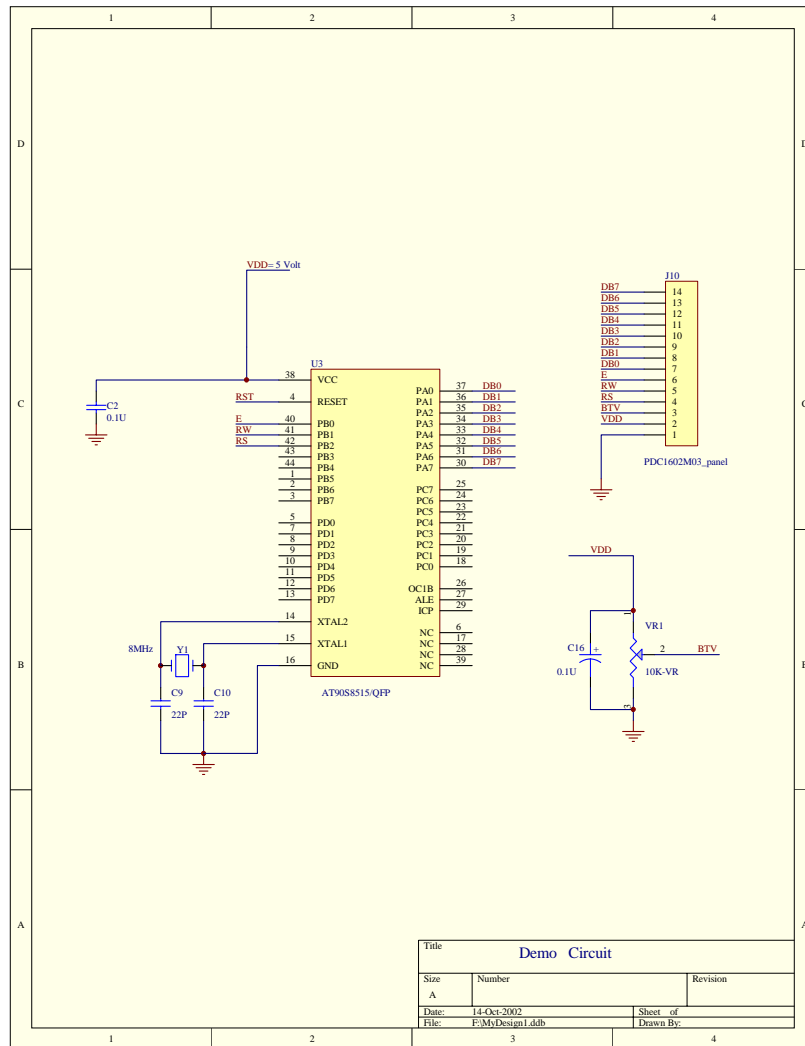 1 2 3 4
D D
VDD= 5 Volt
J10
DB7 14
DB6 13
DB5 12
DB4 11
DB3 10
DB2 9
DB1 8
DB0 7
E 6
RW 5
RS 4
BTV 3
VDD 2
1
PDC1602M03_panel
C C
C2
0.1U
U3
38 VCC
RST 4 RESET
E 40 PB0
RW 41 PB1
RS 42 PB2
43 PB3
44 PB4
1 PB5
2 PB6
3 PB7
5 PD0
7 PD1
8 PD2
9 PD3
10 PD4
11 PD5
12 PD6
13 PD7
14 XTAL2
15 XTAL1
16 GND
PA0 37 DB0
PA1 36 DB1
PA2 35 DB2
PA3 34 DB3
PA4 33 DB4
PA5 32 DB5
PA6 31 DB6
PA7 30 DB7
PC7 25
PC6 24
PC5 23
PC4 22
PC3 21
PC2 20
PC1 19
PC0 18
OC1B 26
ALE 27
ICP 29
NC 6
NC 17
NC 28
NC 39
AT90S8515/QFP
8MHz Y1
C9 C10
22P 22P
VDD
1
VR1
C16 + 2 BTV
0.1U 10K-VR
3
B B
A A
Title
Demo Circuit
Size Number Revision
A
Date: 14-Oct-2002 Sheet of
File: F:\MyDesign1.ddb Drawn By:
1 2 3 4